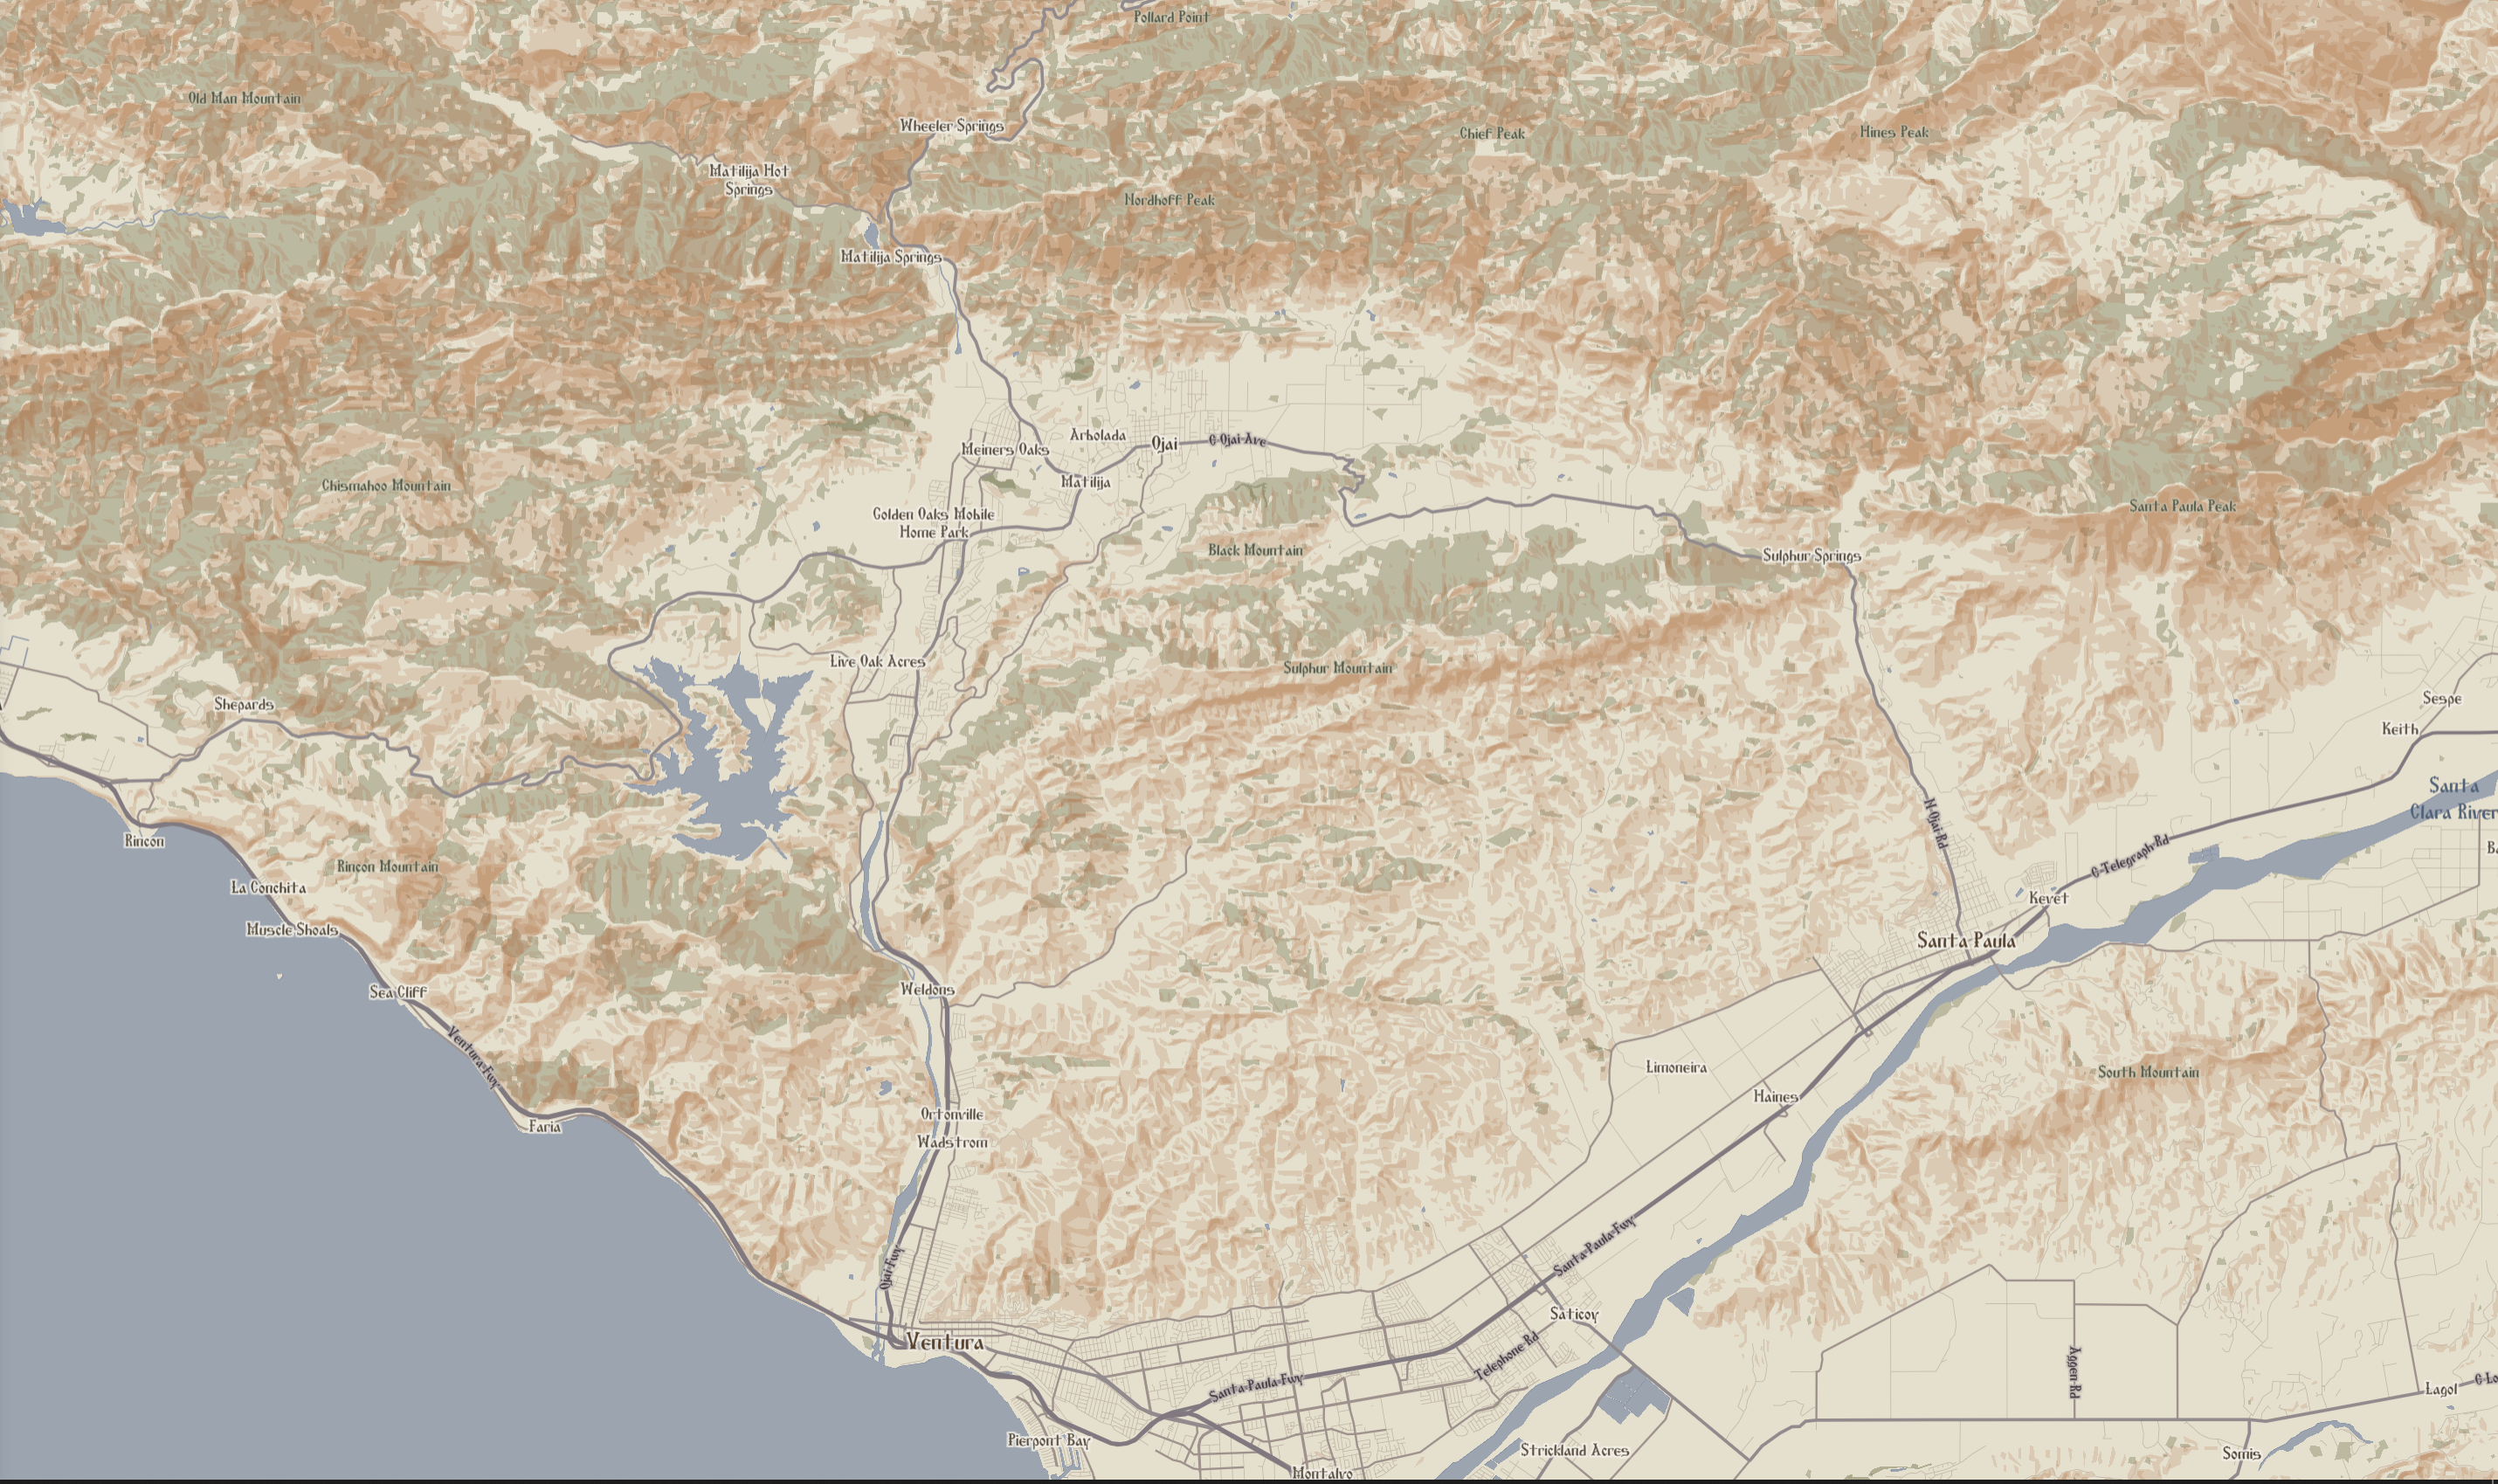 Pollard Point
Old Man Mountain
Wheeler Springs
Chief Peak
Hines Peak
Matilija Hot
Springs
Nordhoff Peak
Matilija Springs
Arbolada
Ojai
E Ojai Ave
Meiners Oaks
Matilija
Chismahoo Mountain
Santa Paula Peak
Golden Oaks Mobile
Home Park
Black Mountain
Sulphur Springs
Live Oak Acres
Sulphur Mountain
Shepards
Sespe
Keith
Santa
Clara River
N Ojai Rd
Rincon
E Telegraph Rd
Rincon Mountain
La Conchita
Kevet
Muscle Shoals
Santa Paula
Sea Cliff
Weldons
Ventura Fwy
Limoneira
South Mountain
Haines
Ortonville
Faria
Wadstrom
Santa Paula Fwy
Ojai Fwy
Saticoy
Ventura
Telephone Rd
Aggen Rd
Santa Paula Fwy
Lagol
Pierpont Bay
Strickland Acres
Somis
Montalvo